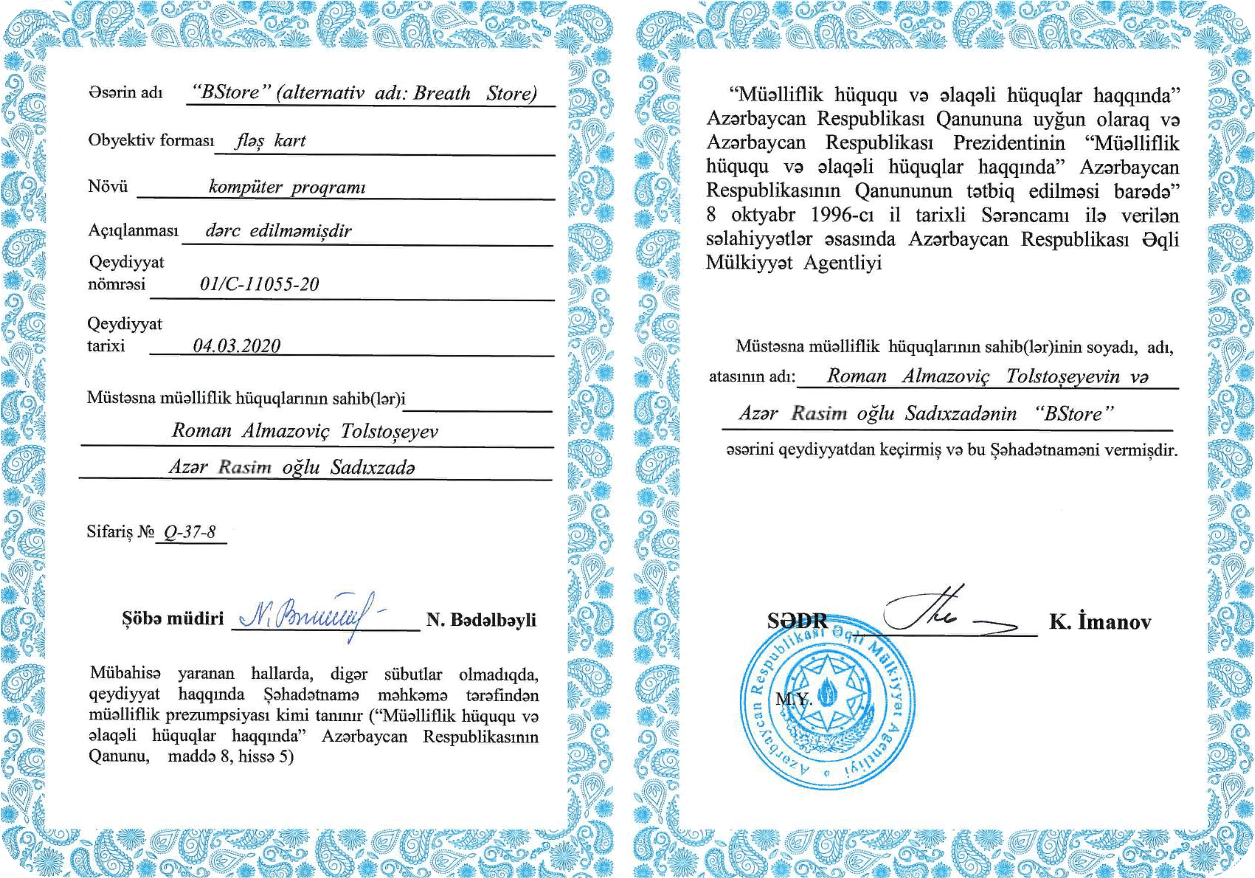 Əsərin adı "BStore" (alternativ adı: Breath Store)
Obyektiv forması fləş kart
Növü kompüter proqramı
Açıqlanması dərc edilməmişdir
Qeydiyyat
nömrəsi 01/C-11055-20
Qeydiyyat
tarixi 04.03.2020
Müstəsna müəlliflik hüquqlarının sahib(lər)i
Roman Almazoviç Tolstoşeyev
Azər Rasim oğlu Sadıxzadə
Sifariş № Q-37-8
Şöbə müdiri N. Bədəlbəyli
Mübahisə yaranan hallarda, digər sübutlar olmadıqda,
qeydiyyat haqqında Şəhadətnamə məhkəmə tərəfindən
müəlliflik prezumpsiyası kimi tanınır ("Müəlliflik hüququ və
əlaqəli hüquqlar haqqında" Azərbaycan Respublikasının
Qanunu, maddə 8, hissə 5)
"Müəlliflik hüququ və əlaqəli hüquqlar haqqında"
Azərbaycan Respublikası Qanununa uyğun olaraq və
Azərbaycan Respublikası Prezidentinin "Müəlliflik
hüququ və əlaqəli hüquqlar haqqında" Azərbaycan
Respublikasının Qanununun tətbiq edilməsi barədə"
8 oktyabr 1996-cı il tarixli Sərəncamı ilə verilən
səlahiyyətlər əsasında Azərbaycan Respublikası Əqli
Mülkiyyət Agentliyi
Müstəsna müəlliflik hüquqlarının sahib(lər)inin soyadı, adı,
atasının adı: Roman Almazoviç Tolstoşeyevin və
Azər Rasim oğlu Sadıxzadənin "BStore"
əsərini qeydiyyatdan keçirmiş və bu Şəhadətnaməni vermişdir.
SƏDR K. İmanov
M.Y.
Azərbaycan Respublikası Əqli Mülkiyyət Agentliyi